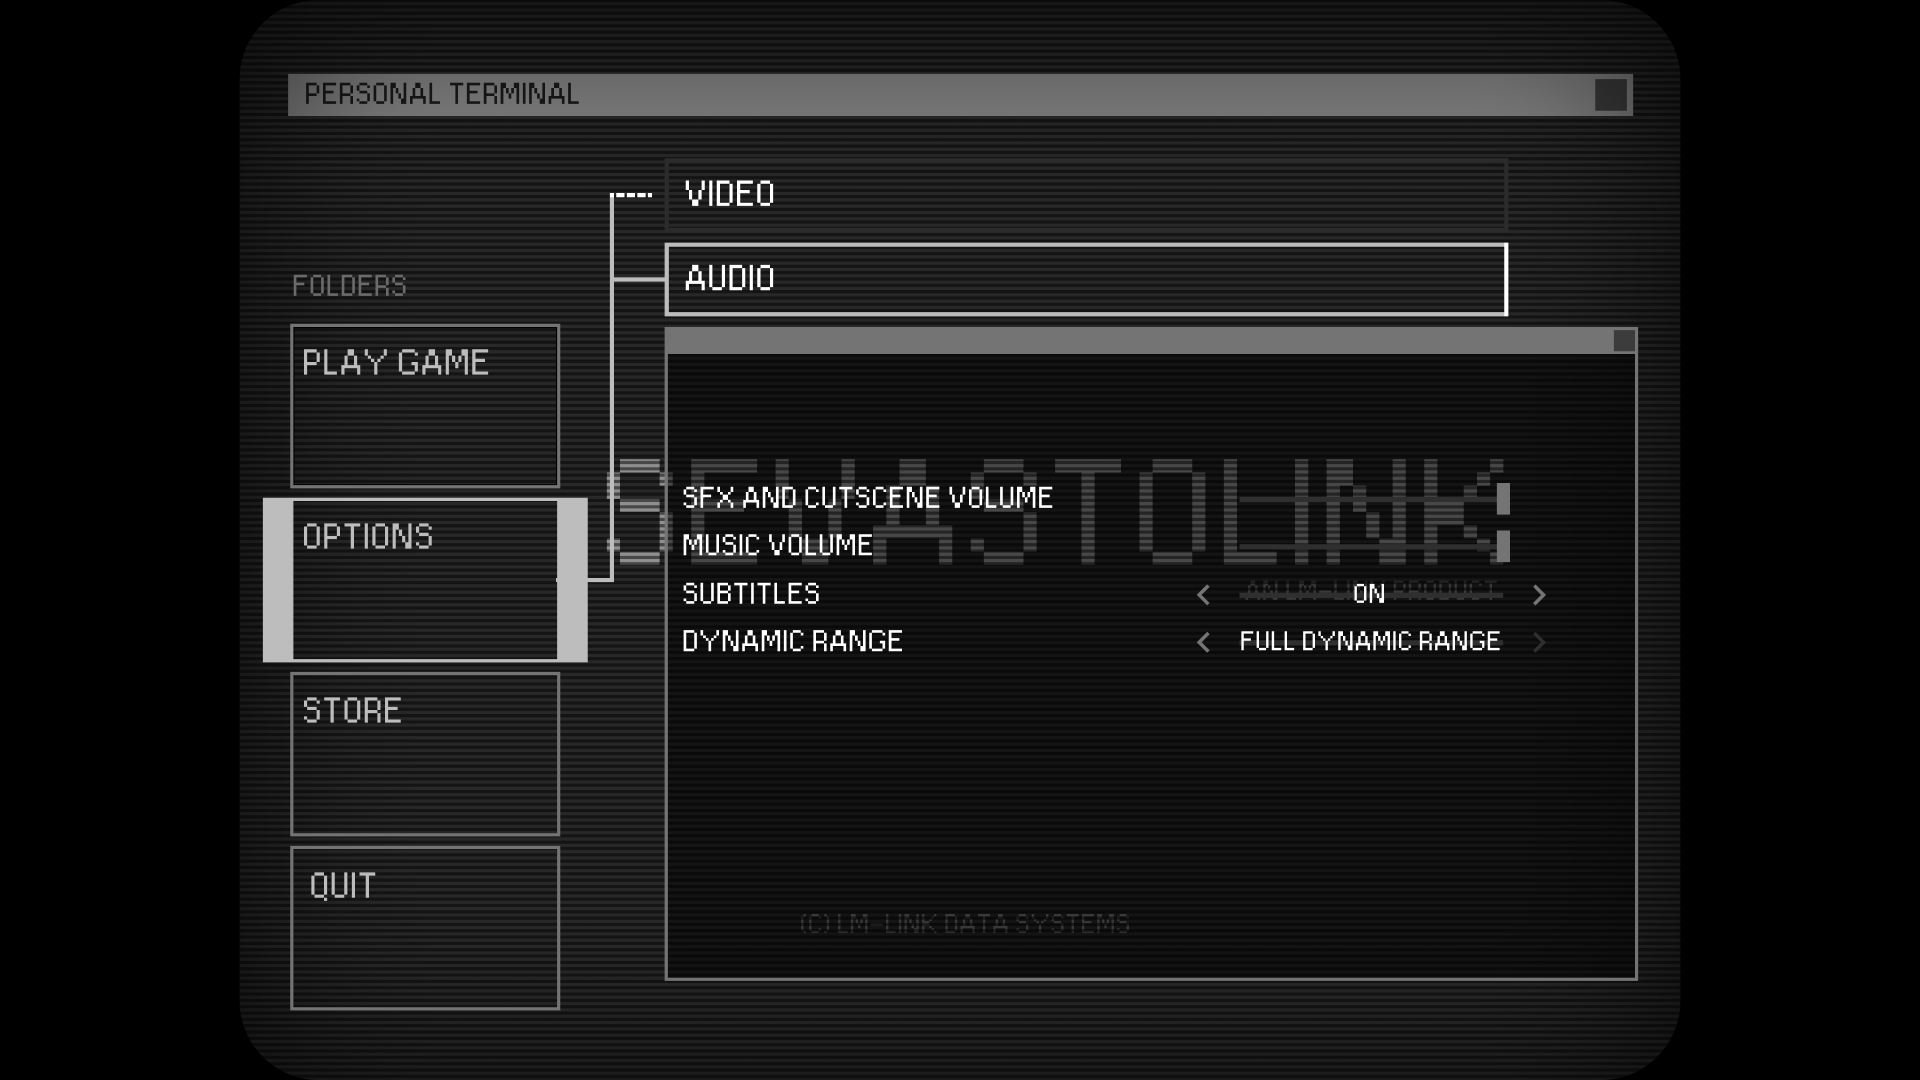 PERSONAL TERMINAL
VIDEO
AUDIO
FOLDERS
PLAY GAME
OPTIONS
STORE
QUIT
SEVASTOLINK
SFX AND CUTSCENE VOLUME
MUSIC VOLUME
SUBTITLES
ON
AN LM-LINK PRODUCT
DYNAMIC RANGE
FULL DYNAMIC RANGE
(C) LM-LINK DATA SYSTEMS